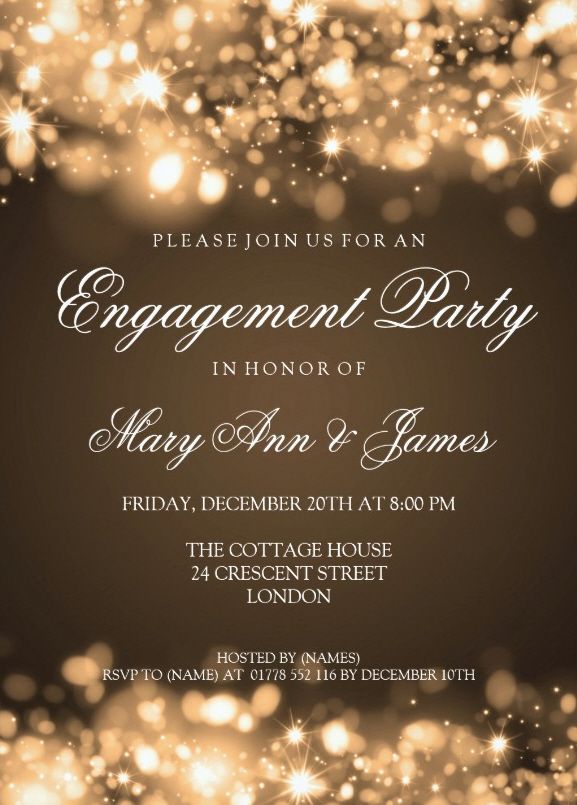 PLEASE JOIN US FOR AN
Engagement Party
IN HONOR OF
Mary Ann & James
FRIDAY, DECEMBER 20TH AT 8:00 PM
THE COTTAGE HOUSE
24 CRESCENT STREET
LONDON
HOSTED BY (NAMES)
RSVP TO (NAME) AT 01778 552 116 BY DECEMBER 10TH